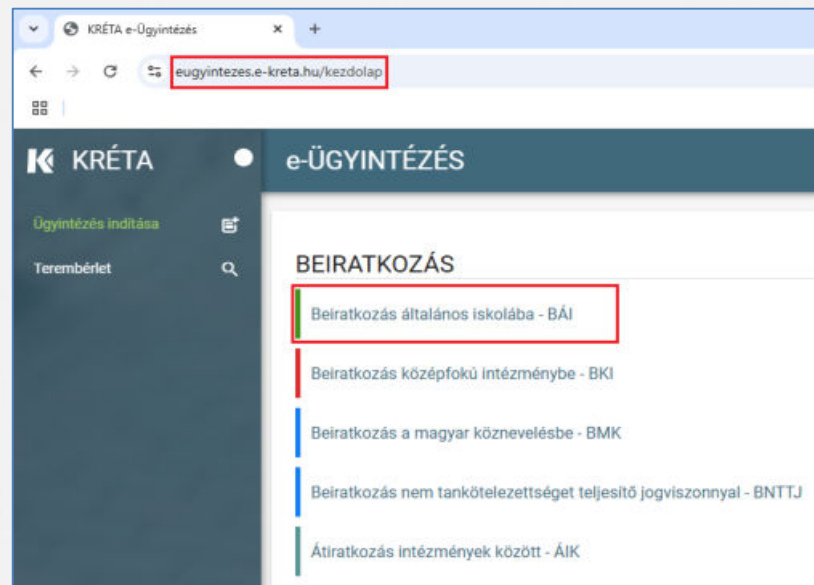 KRÉTA e-Ügyintézés
eugyintezes.e-kreta.hu/kezdolap
KRÉTA
e-ÜGYINTÉZÉS
Ügyintézés indítása
Terembérlet
BEIRATKOZÁS
Beiratkozás általános iskolába - BÁI
Beiratkozás középfokú intézménybe - BKI
Beiratkozás a magyar köznevelésbe - BMK
Beiratkozás nem tankötelezettséget teljesítő jogviszonnyal - BNTTJ
Átiratkozás intézmények között - ÁIK